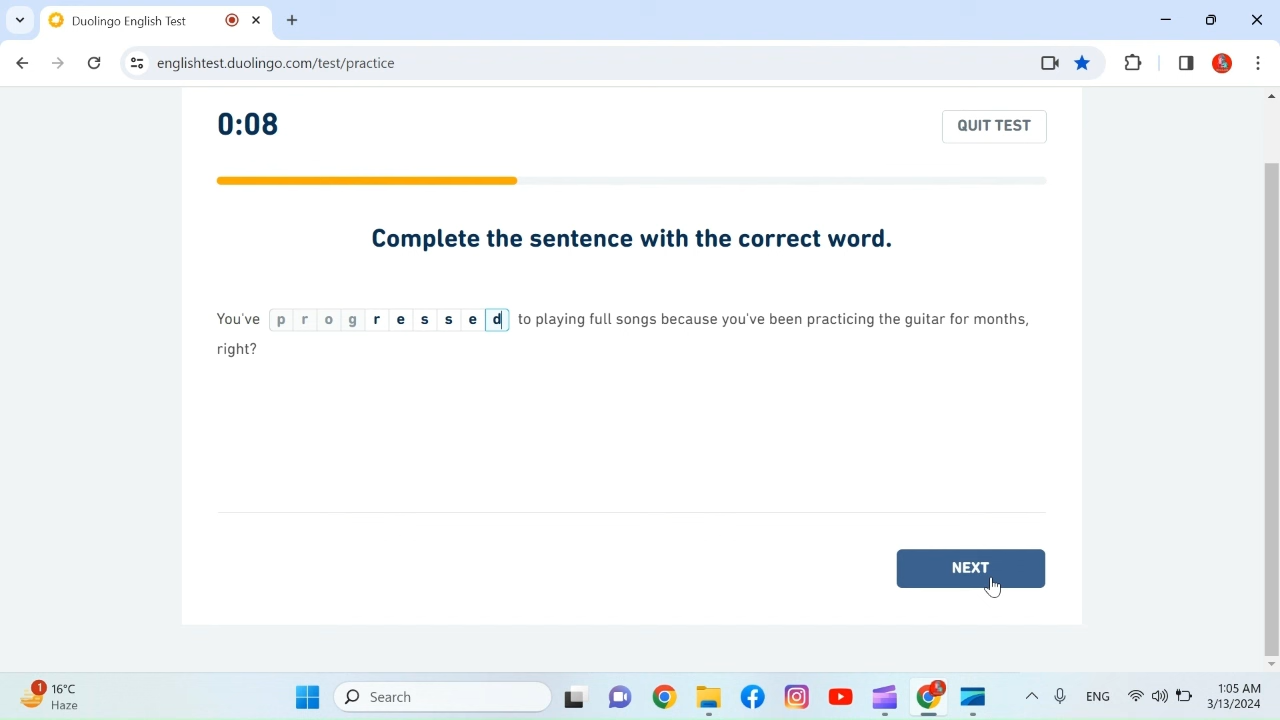 Duolingo English Test
englishtest.duolingo.com/test/practice
0:08
QUIT TEST
Complete the sentence with the correct word.
You've progressed to playing full songs because you've been practicing the guitar for months,
right?
NEXT
1
16°C
Haze
Search
ENG
1:05 AM
3/13/2024